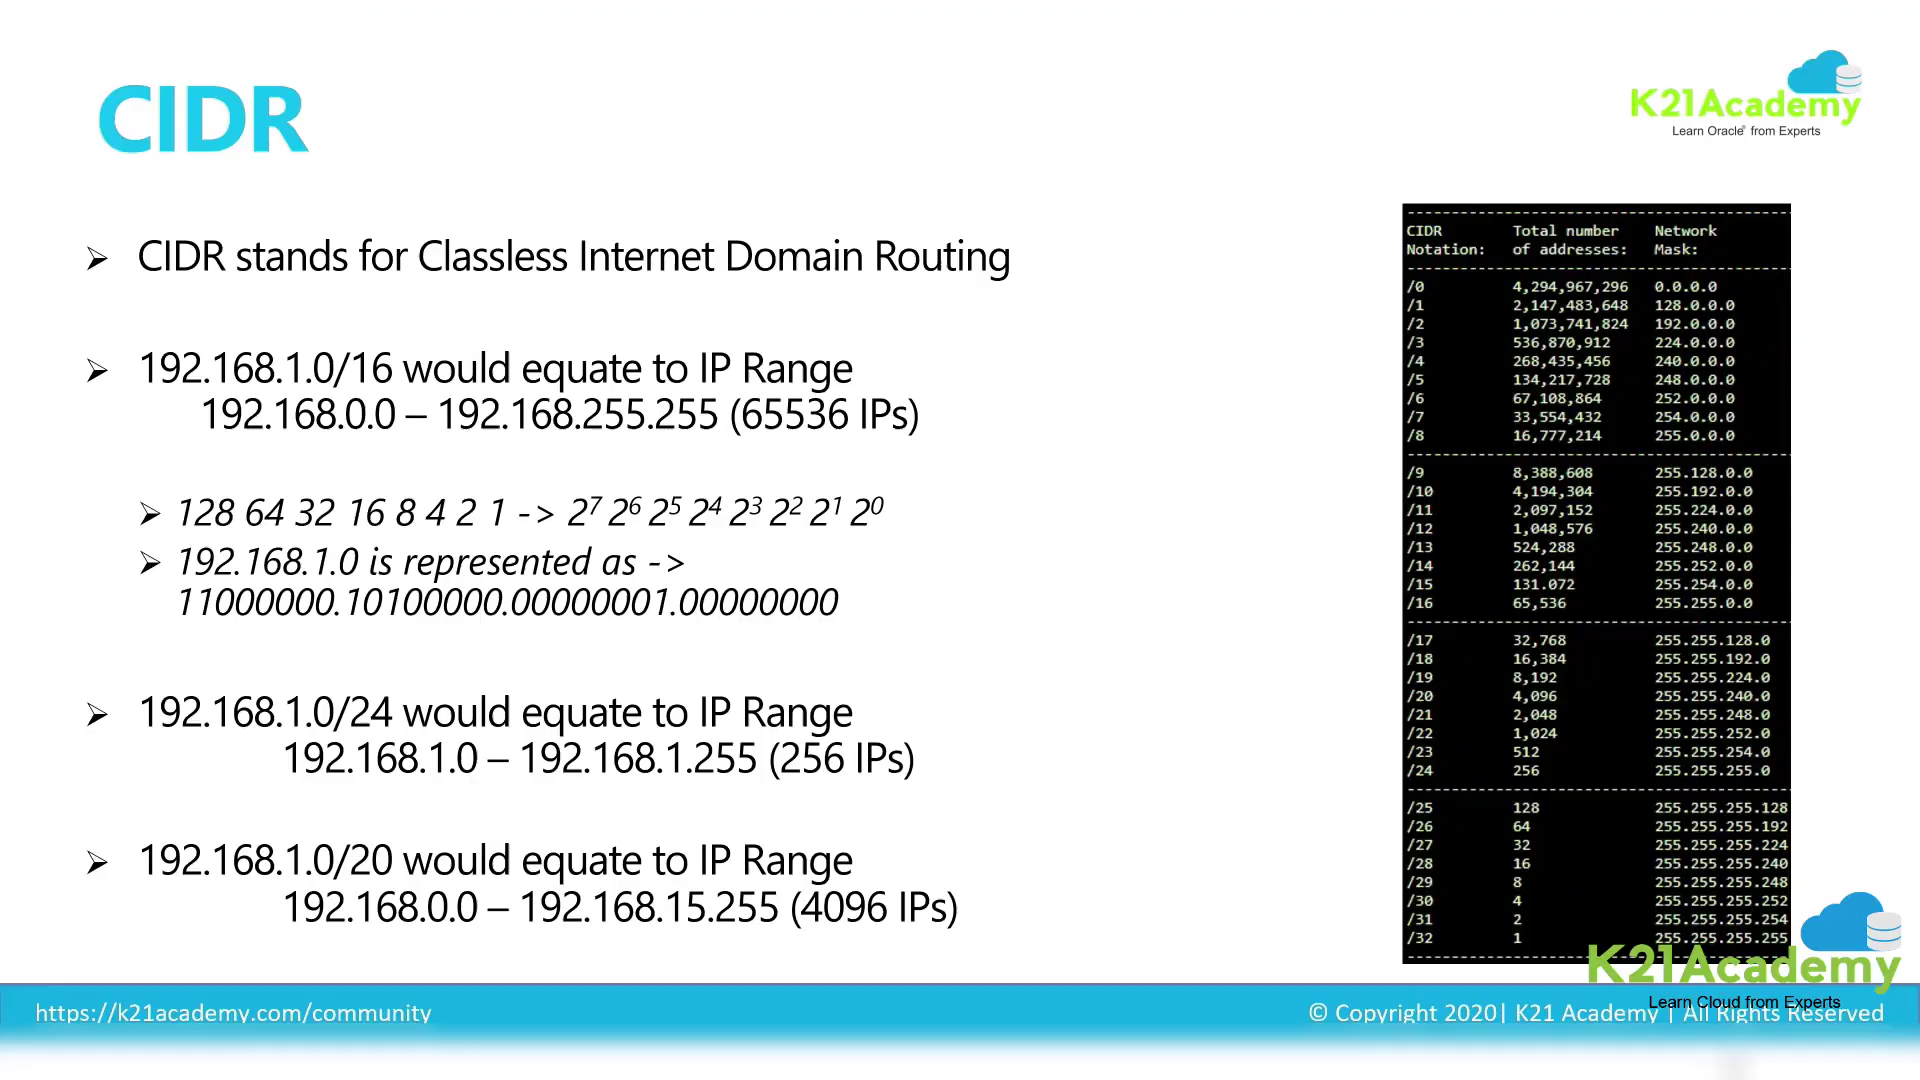 CIDR
K21Academy
Learn Oracle® from Experts
➢ CIDR stands for Classless Internet Domain Routing
➢ 192.168.1.0/16 would equate to IP Range
192.168.0.0 – 192.168.255.255 (65536 IPs)
➢ 128 64 32 16 8 4 2 1 -> 2⁷ 2⁶ 2⁵ 2⁴ 2³ 2² 2¹ 2⁰
➢ 192.168.1.0 is represented as ->
11000000.10100000.00000001.00000000
➢ 192.168.1.0/24 would equate to IP Range
192.168.1.0 – 192.168.1.255 (256 IPs)
➢ 192.168.1.0/20 would equate to IP Range
192.168.0.0 – 192.168.15.255 (4096 IPs)
CIDR Total number Network
Notation: of addresses: Mask:
/0 4,294,967,296 0.0.0.0
/1 2,147,483,648 128.0.0.0
/2 1,073,741,824 192.0.0.0
/3 536,870,912 224.0.0.0
/4 268,435,456 240.0.0.0
/5 134,217,728 248.0.0.0
/6 67,108,864 252.0.0.0
/7 33,554,432 254.0.0.0
/8 16,777,214 255.0.0.0
/9 8,388,608 255.128.0.0
/10 4,194,304 255.192.0.0
/11 2,097,152 255.224.0.0
/12 1,048,576 255.240.0.0
/13 524,288 255.248.0.0
/14 262,144 255.252.0.0
/15 131.072 255.254.0.0
/16 65,536 255.255.0.0
/17 32,768 255.255.128.0
/18 16,384 255.255.192.0
/19 8,192 255.255.224.0
/20 4,096 255.255.240.0
/21 2,048 255.255.248.0
/22 1,024 255.255.252.0
/23 512 255.255.254.0
/24 256 255.255.255.0
/25 128 255.255.255.128
/26 64 255.255.255.192
/27 32 255.255.255.224
/28 16 255.255.255.240
/29 8 255.255.255.248
/30 4 255.255.255.252
/31 2 255.255.255.254
/32 1 255.255.255.255
K21Academy
Learn Cloud from Experts
https://k21academy.com/community
© Copyright 2020| K21 Academy | All Rights Reserved